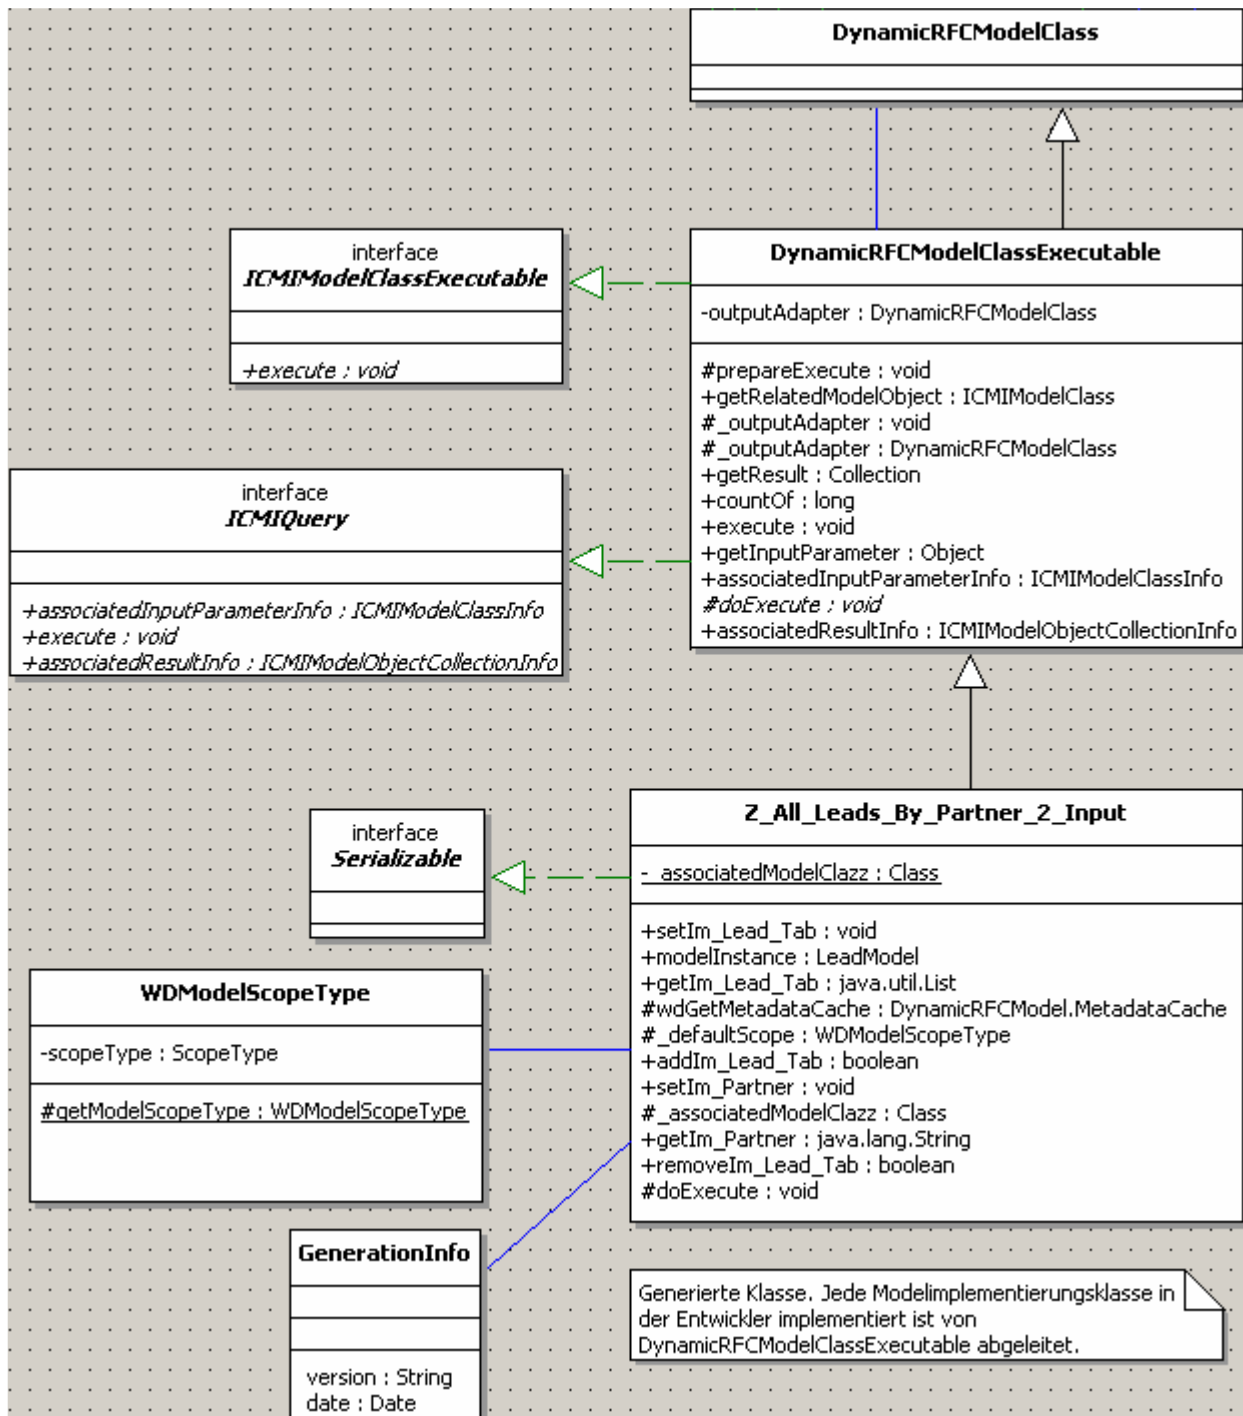 DynamicRFCModelClass
interface
ICMIModelClassExecutable
+execute : void
DynamicRFCModelClassExecutable
-outputAdapter : DynamicRFCModelClass
#prepareExecute : void
+getRelatedModelObject : ICMIModelClass
#_outputAdapter : void
#_outputAdapter : DynamicRFCModelClass
+getResult : Collection
+countOf : long
+execute : void
+getInputParameter : Object
+associatedInputParameterInfo : ICMIModelClassInfo
#doExecute : void
+associatedResultInfo : ICMIModelObjectCollectionInfo
interface
ICMIQuery
+associatedInputParameterInfo : ICMIModelClassInfo
+execute : void
+associatedResultInfo : ICMIModelObjectCollectionInfo
interface
Serializable
Z_All_Leads_By_Partner_2_Input
-_associatedModelClazz : Class
+setIm_Lead_Tab : void
+modelInstance : LeadModel
+getIm_Lead_Tab : java.util.List
#wdGetMetadataCache : DynamicRFCModel.MetadataCache
#_defaultScope : WDModelScopeType
+addIm_Lead_Tab : boolean
+setIm_Partner : void
#_associatedModelClazz : Class
+getIm_Partner : java.lang.String
+removeIm_Lead_Tab : boolean
#doExecute : void
WDModelScopeType
-scopeType : ScopeType
#getModelScopeType : WDModelScopeType
GenerationInfo
version : String
date : Date
Generierte Klasse. Jede Modelimplementierungsklasse in
der Entwickler implementiert ist von
DynamicRFCModelClassExecutable abgeleitet.